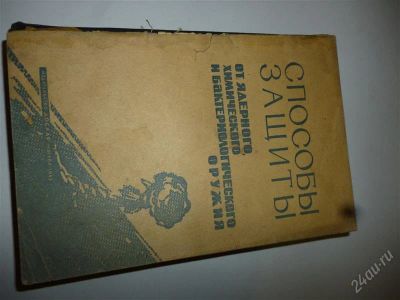 СПОСОБЫ
ЗАЩИТЫ
ОТ ЯДЕРНОГО,
ХИМИЧЕСКОГО
И БАКТЕРИОЛОГИЧЕСКОГО
ОРУЖИЯ
24au.ru